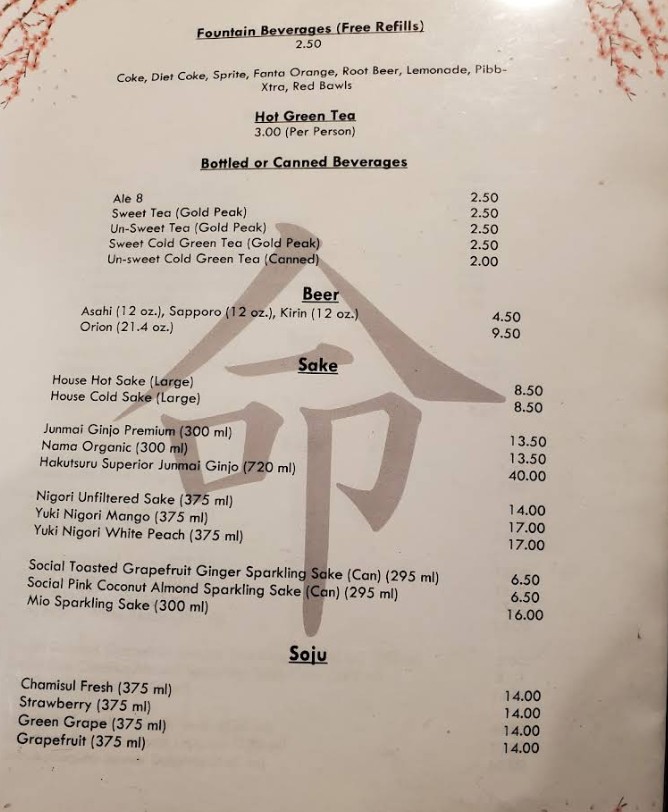 Fountain Beverages (Free Refills)
2.50
Coke, Diet Coke, Sprite, Fanta Orange, Root Beer, Lemonade, Pibb-
Xtra, Red Bawls
Hot Green Tea
3.00 (Per Person)
Bottled or Canned Beverages
Ale 8 2.50
Sweet Tea (Gold Peak) 2.50
Un-Sweet Tea (Gold Peak) 2.50
Sweet Cold Green Tea (Gold Peak) 2.50
Un-sweet Cold Green Tea (Canned) 2.00
Beer
Asahi (12 oz.), Sapporo (12 oz.), Kirin (12 oz.) 4.50
Orion (21.4 oz.) 9.50
Sake
House Hot Sake (Large) 8.50
House Cold Sake (Large) 8.50
Junmai Ginjo Premium (300 ml) 13.50
Nama Organic (300 ml) 13.50
Hakutsuru Superior Junmai Ginjo (720 ml) 40.00
Nigori Unfiltered Sake (375 ml) 14.00
Yuki Nigori Mango (375 ml) 17.00
Yuki Nigori White Peach (375 ml) 17.00
Social Toasted Grapefruit Ginger Sparkling Sake (Can) (295 ml) 6.50
Social Pink Coconut Almond Sparkling Sake (Can) (295 ml) 6.50
Mio Sparkling Sake (300 ml) 16.00
Soju
Chamisul Fresh (375 ml) 14.00
Strawberry (375 ml) 14.00
Green Grape (375 ml) 14.00
Grapefruit (375 ml) 14.00
命